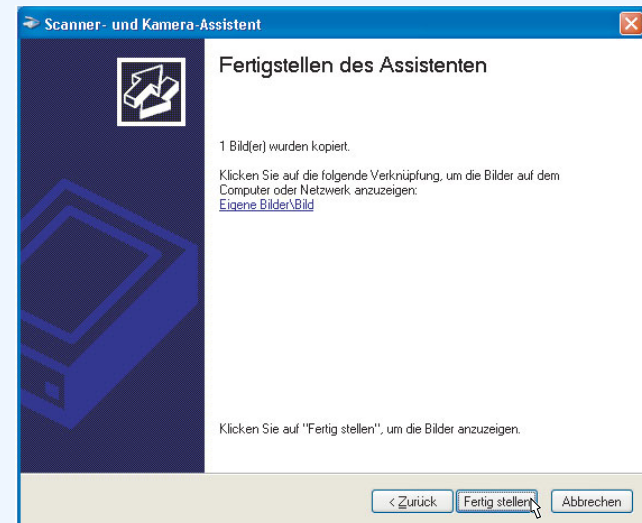 Scanner- und Kamera-Assistent
Fertigstellen des Assistenten
1 Bild(er) wurden kopiert.
Klicken Sie auf die folgende Verknüpfung, um die Bilder auf dem
Computer oder Netzwerk anzuzeigen:
Eigene Bilder\Bild
Klicken Sie auf "Fertig stellen", um die Bilder anzuzeigen.
< Zurück
Fertig stellen
Abbrechen